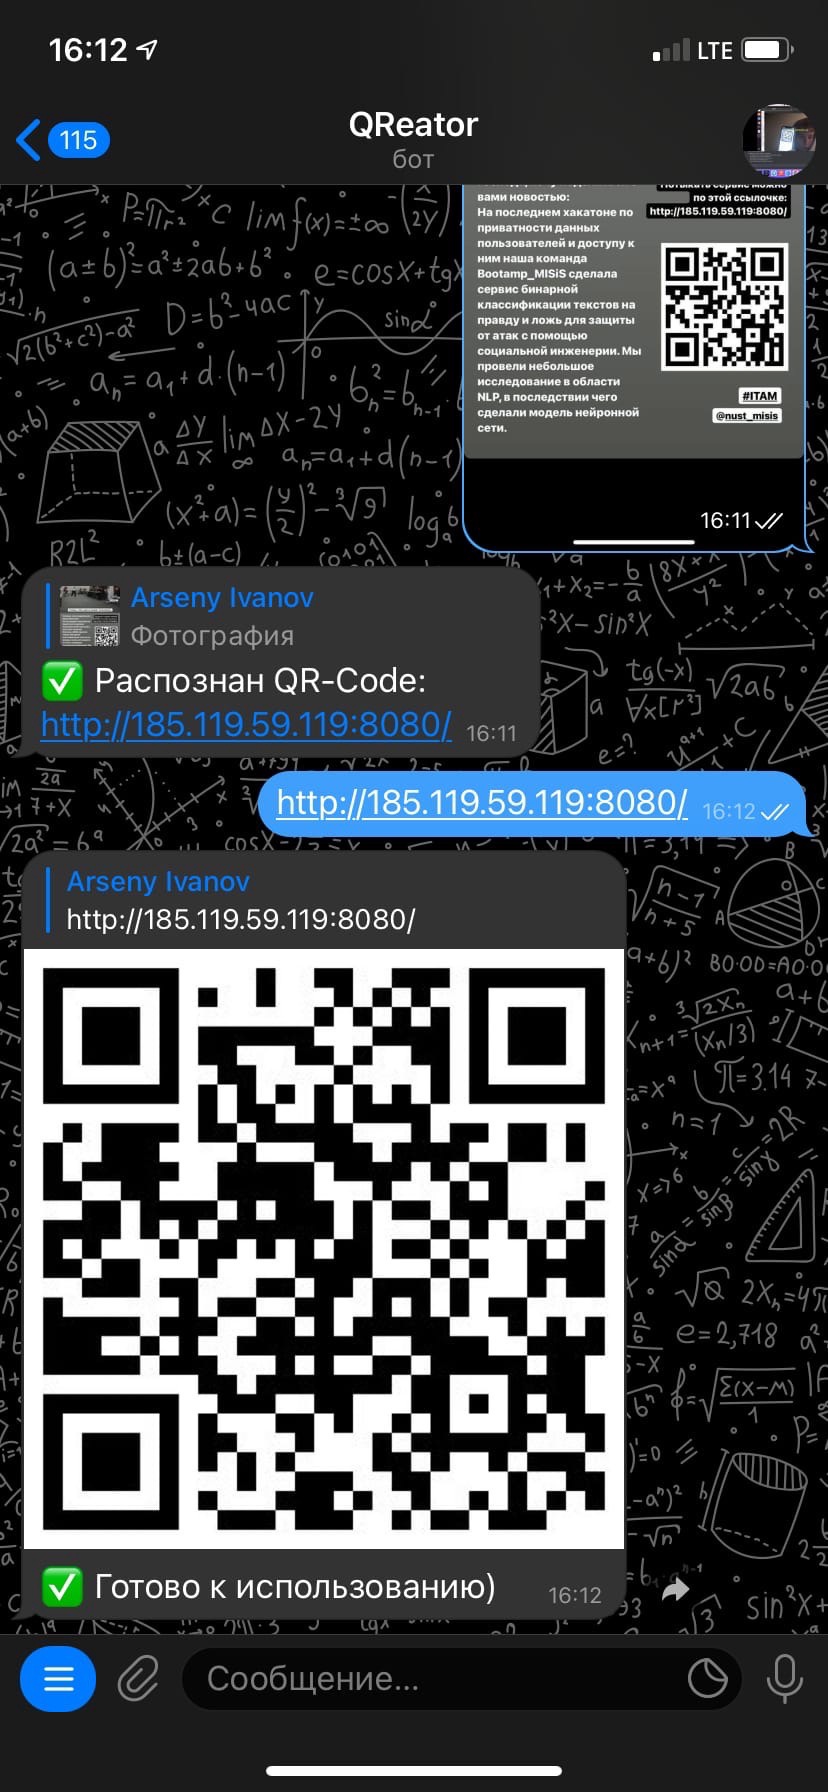 16:12
LTE
115
QReator
бот
вами новостью:
по этой ссылочке:
На последнем хакатоне по
http://185.119.59.119:8080/
приватности данных
пользователей и доступу к
ним наша команда
Bootamp_MISiS сделала
сервис бинарной
классификации текстов на
правду и ложь для защиты
от атак с помощью
социальной инженерии. Мы
провели небольшое
исследование в области
NLP, в последствии чего
сделали модель нейронной
сети.
#ITAM
@nust_misis
16:11
Arseny Ivanov
Фотография
✅ Распознан QR-Code:
http://185.119.59.119:8080/ 16:11
http://185.119.59.119:8080/ 16:12
Arseny Ivanov
http://185.119.59.119:8080/
✅ Готово к использованию) 16:12
Сообщение...